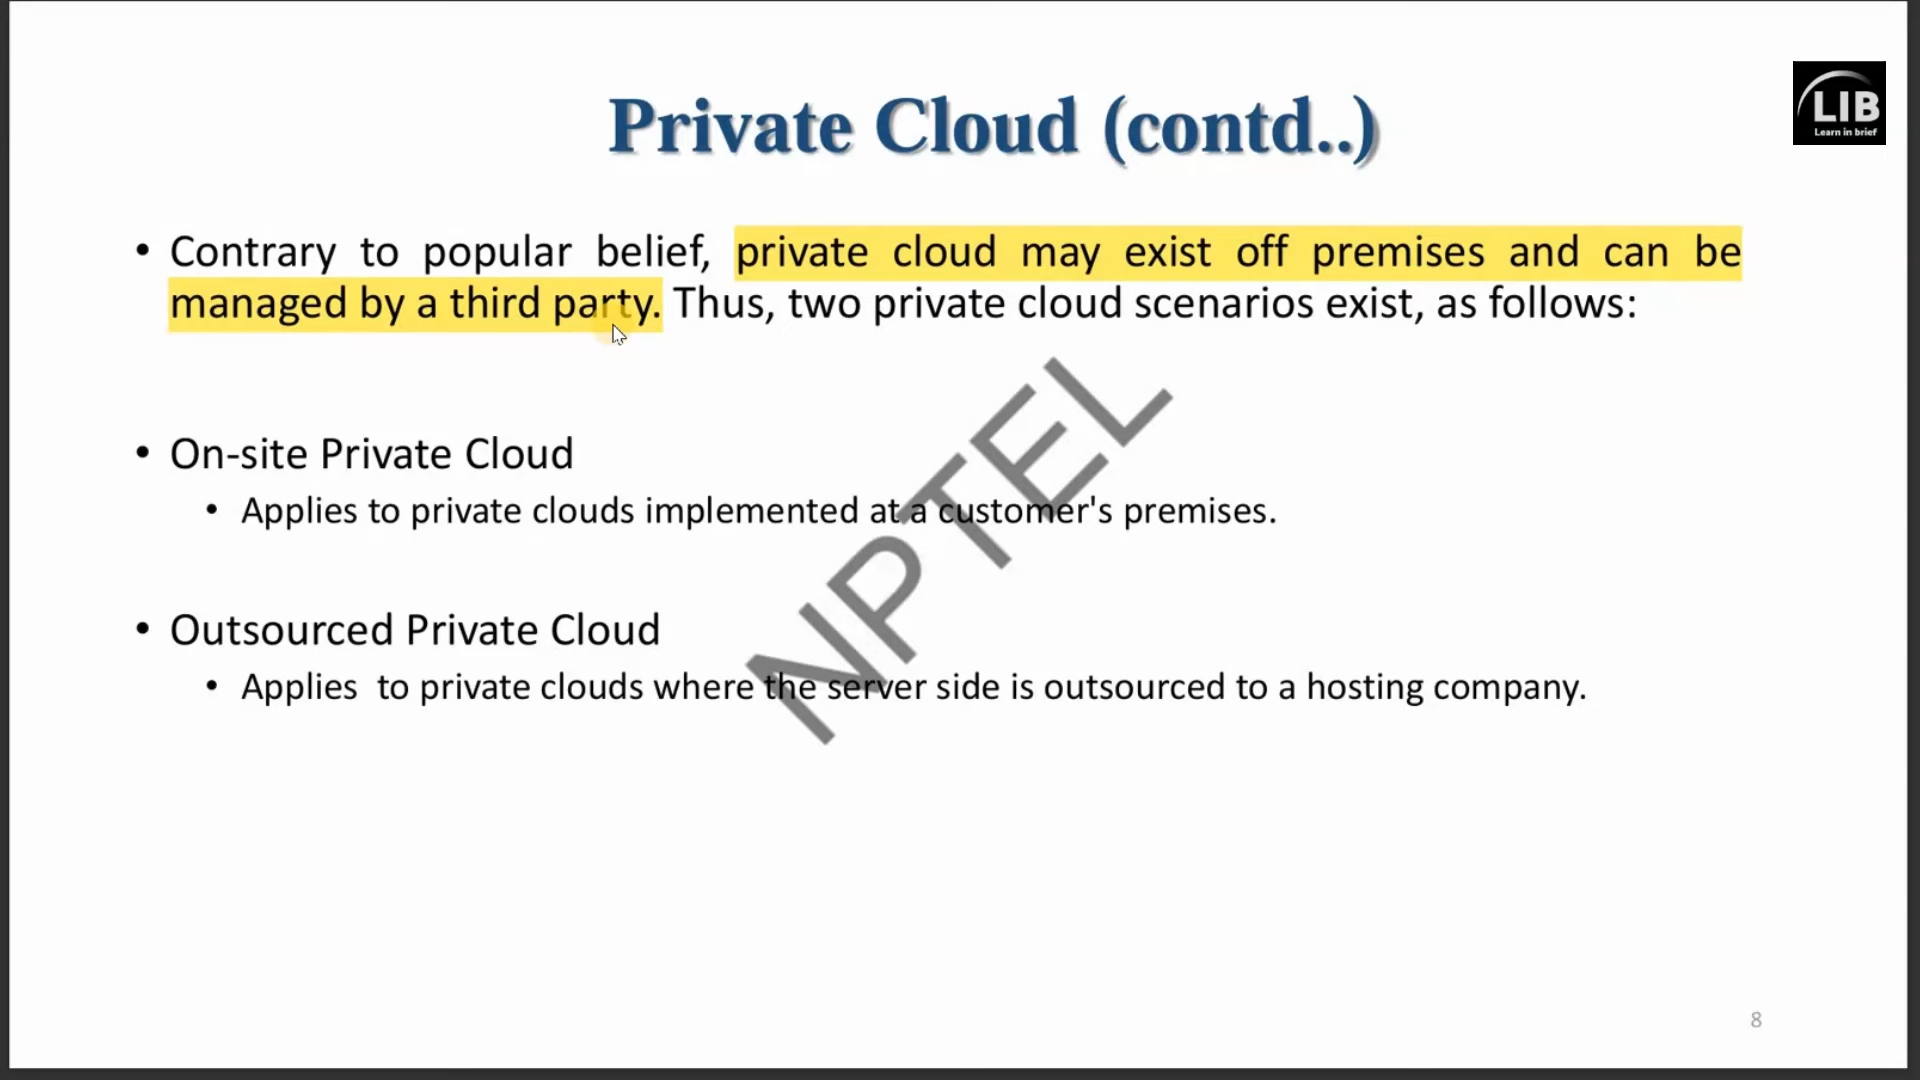 Private Cloud (contd..)
LIB
Learn in brief
• Contrary to popular belief, private cloud may exist off premises and can be
managed by a third party. Thus, two private cloud scenarios exist, as follows:
• On-site Private Cloud
• Applies to private clouds implemented at a customer's premises.
• Outsourced Private Cloud
• Applies  to private clouds where the server side is outsourced to a hosting company.
NPTEL
8